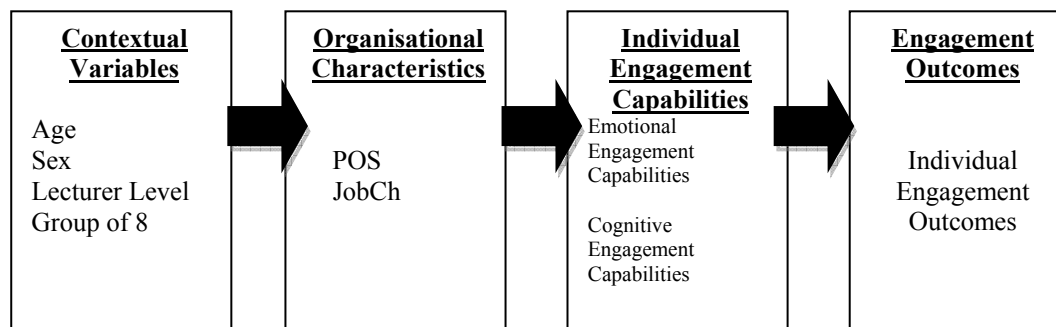 Contextual
Variables
Age
Sex
Lecturer Level
Group of 8
Organisational
Characteristics
POS
JobCh
Individual
Engagement
Capabilities
Emotional
Engagement
Capabilities
Cognitive
Engagement
Capabilities
Engagement
Outcomes
Individual
Engagement
Outcomes